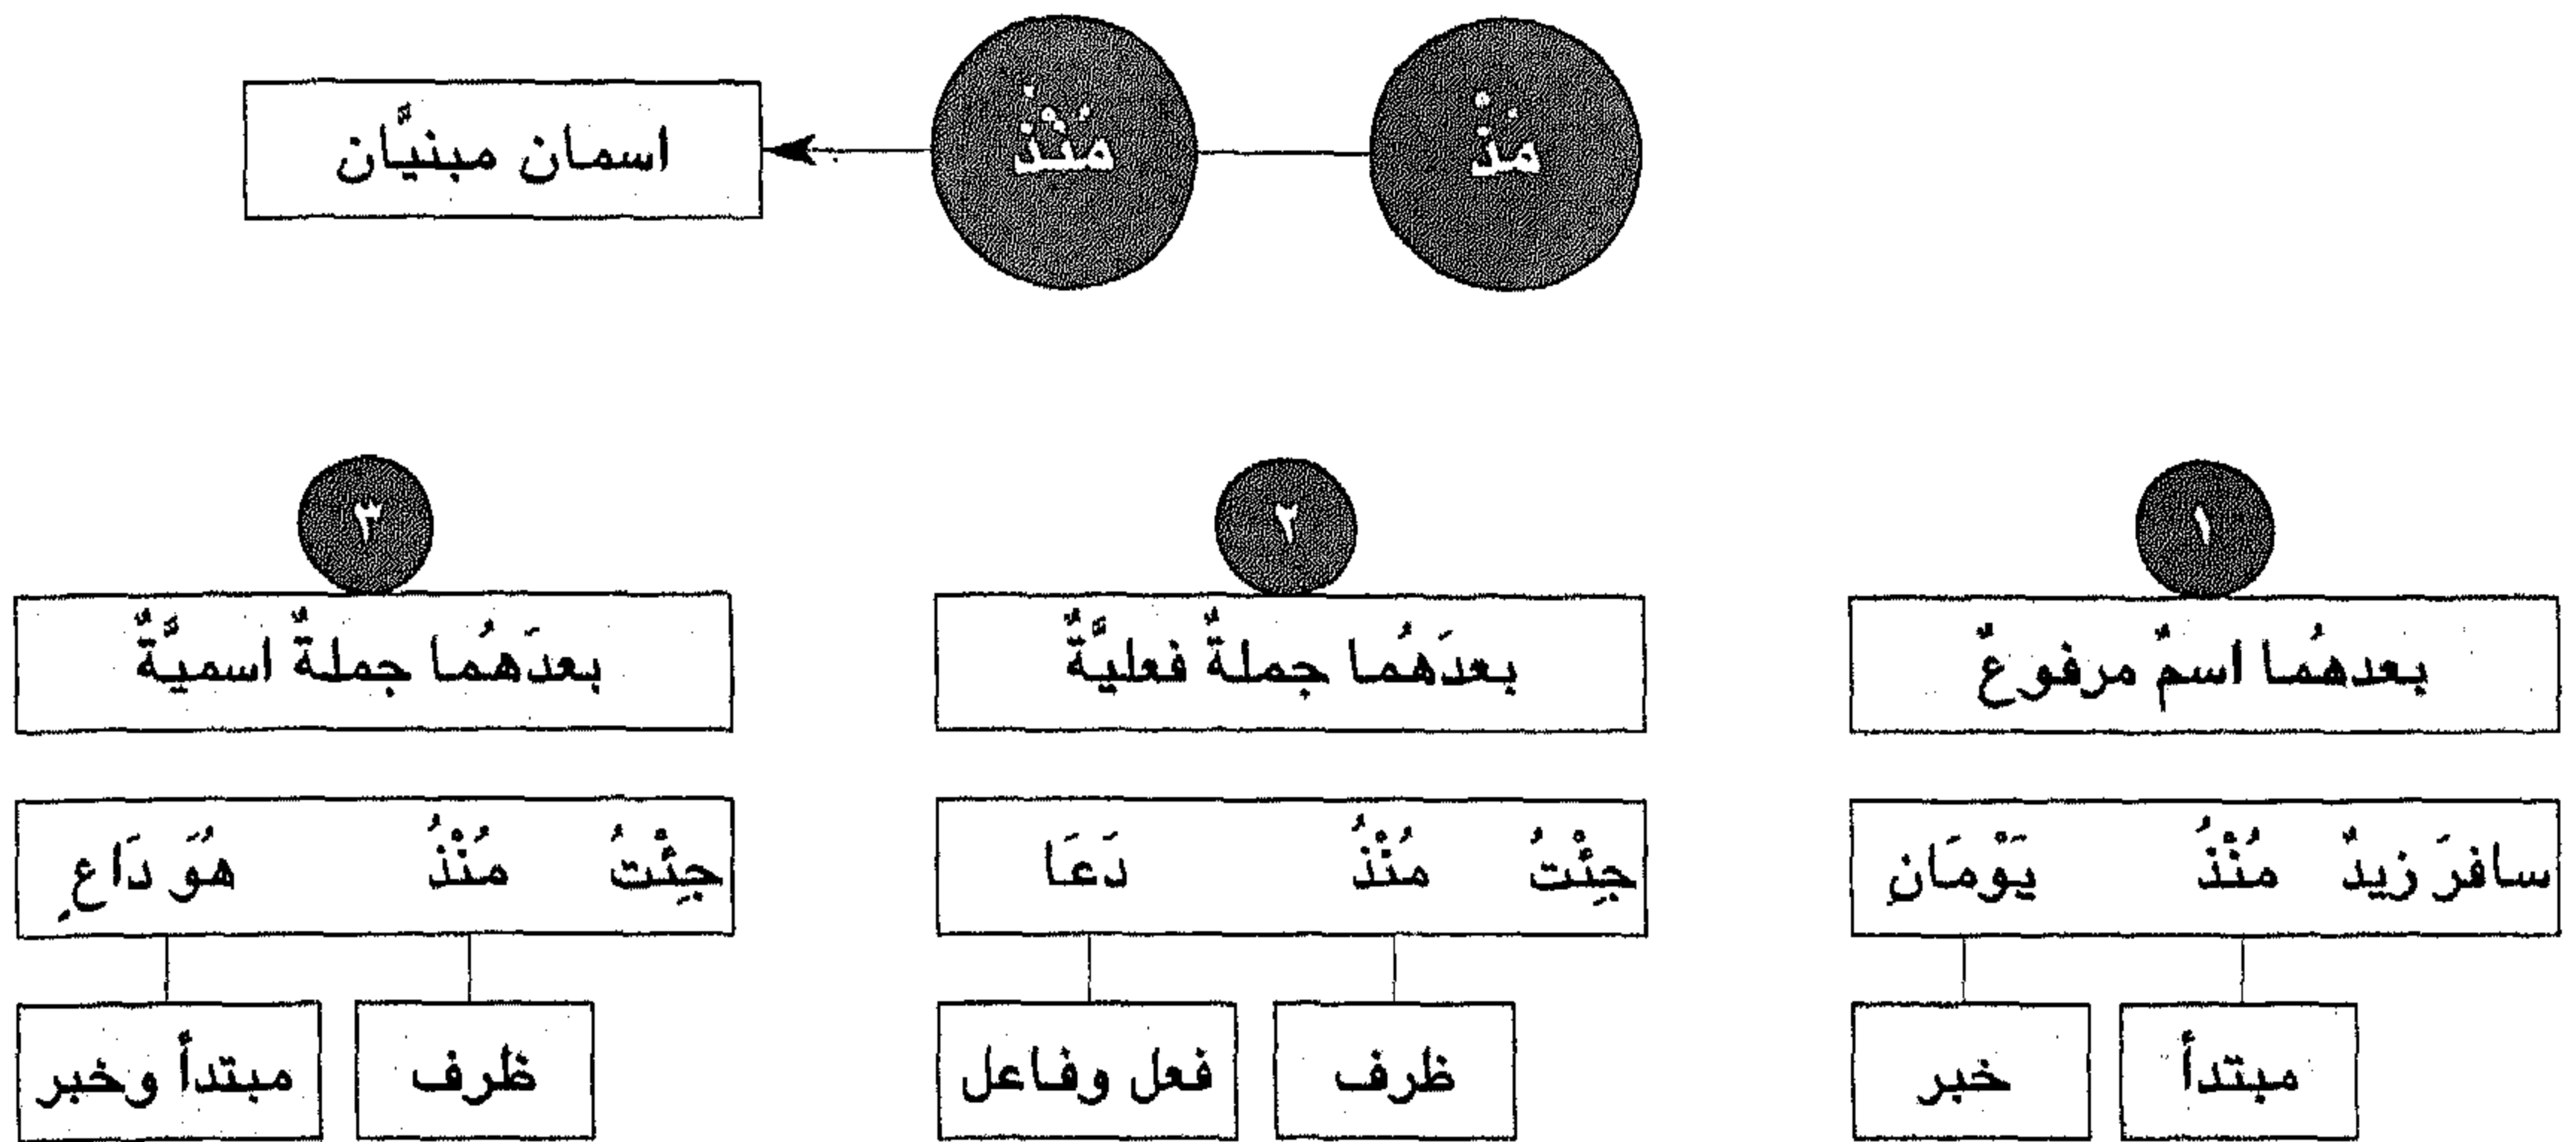 مُذْ
مُنْذُ
اسمان مبنيَّان
١
بعدهُما اسمٌ مرفوعٌ
سافرَ زيدٌ مُنْذُ يَوْمَانِ
مبتدأ
خبر
٢
بعدَهُما جملةٌ فعليَّةٌ
جِئْتُ مُنْذُ دَعَا
ظرف
فعل وفاعل
٣
بعدَهُما جملةٌ اسميَّةٌ
جِئْتُ مُنْذُ هُوَ دَاعٍ
ظرف
مبتدأ وخبر